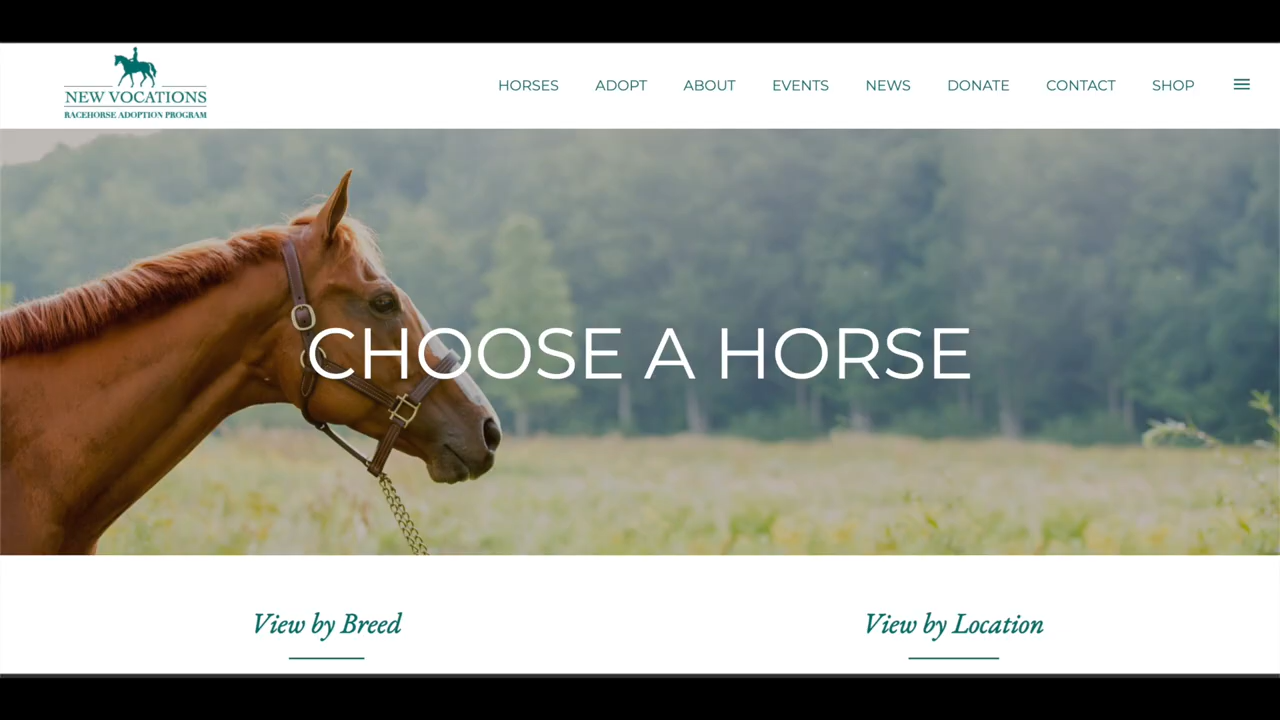 NEW VOCATIONS
RACEHORSE ADOPTION PROGRAM
HORSES ADOPT ABOUT EVENTS NEWS DONATE CONTACT SHOP
CHOOSE A HORSE
View by Breed
View by Location